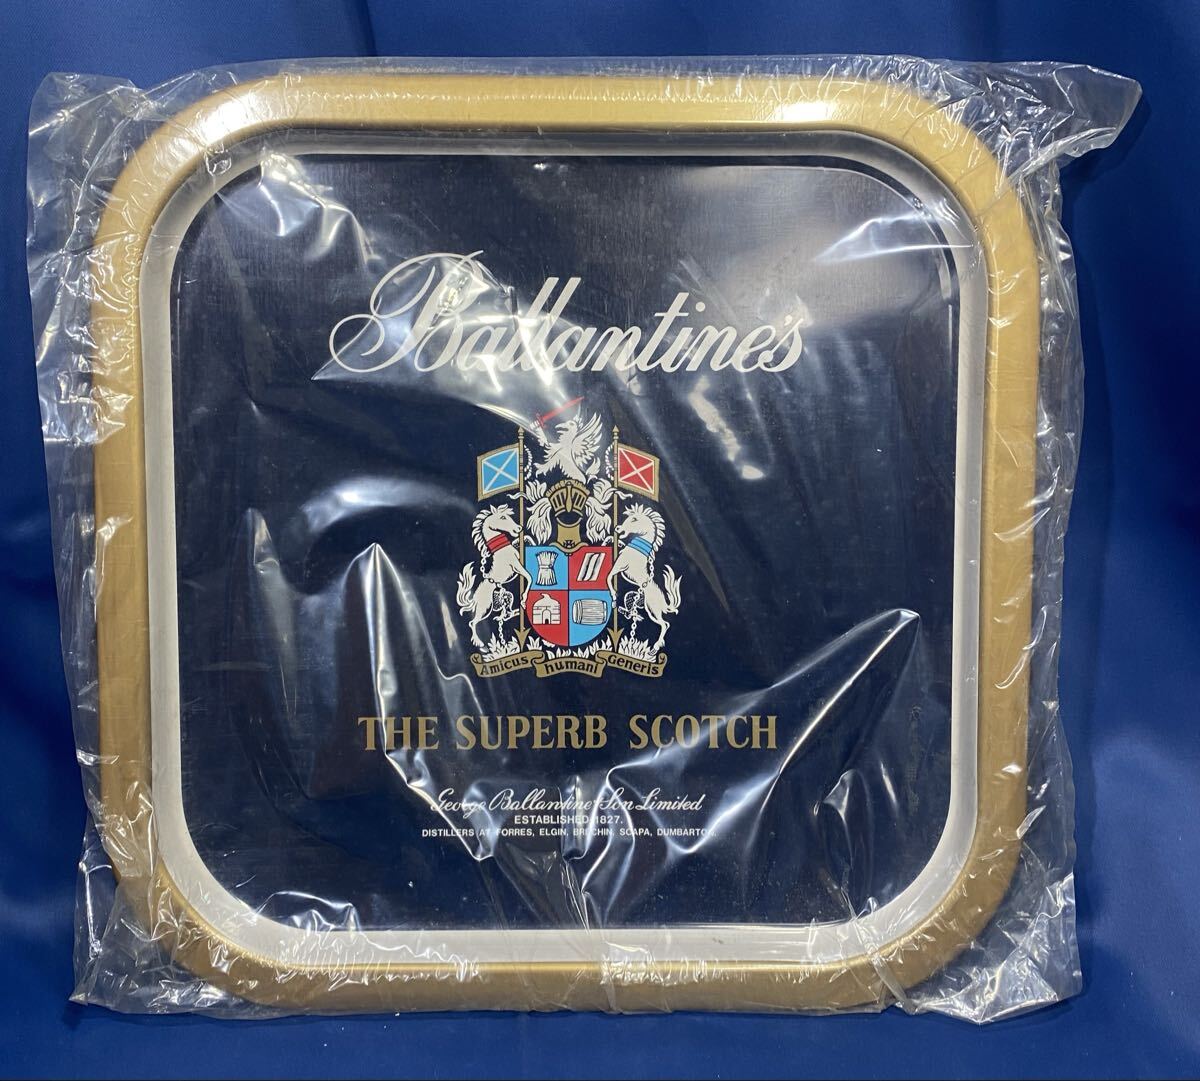 Ballantine's
Amicus humani Generis
THE SUPERB SCOTCH
George Ballantine & Son Limited
ESTABLISHED 1827.
DISTILLERS AT FORRES, ELGIN, BRECHIN, SCAPA, DUMBARTON.